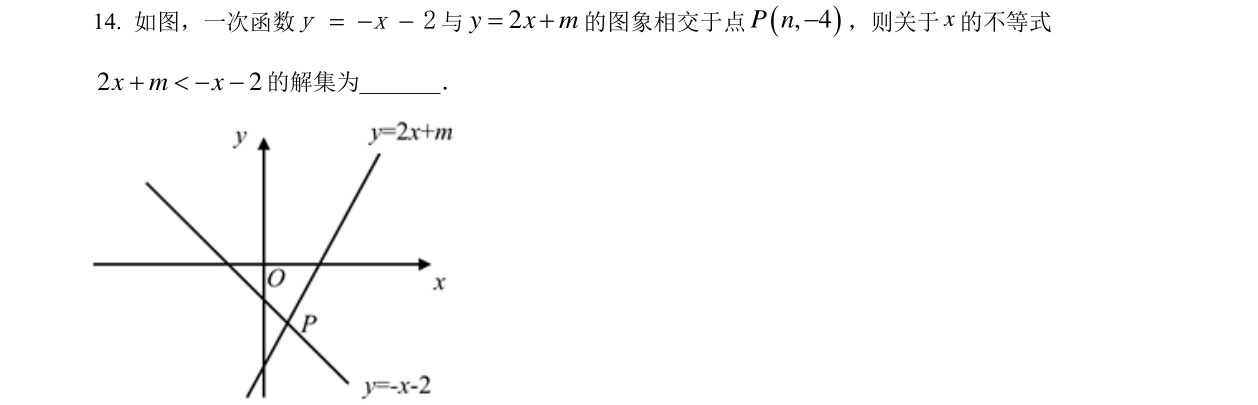 14. 如图，一次函数 y = −x − 2 与 y = 2x + m 的图象相交于点 P(n,−4)，则关于 x 的不等式
2x + m < −x − 2 的解集为______.
y
y=2x+m
O
x
P
y=-x-2